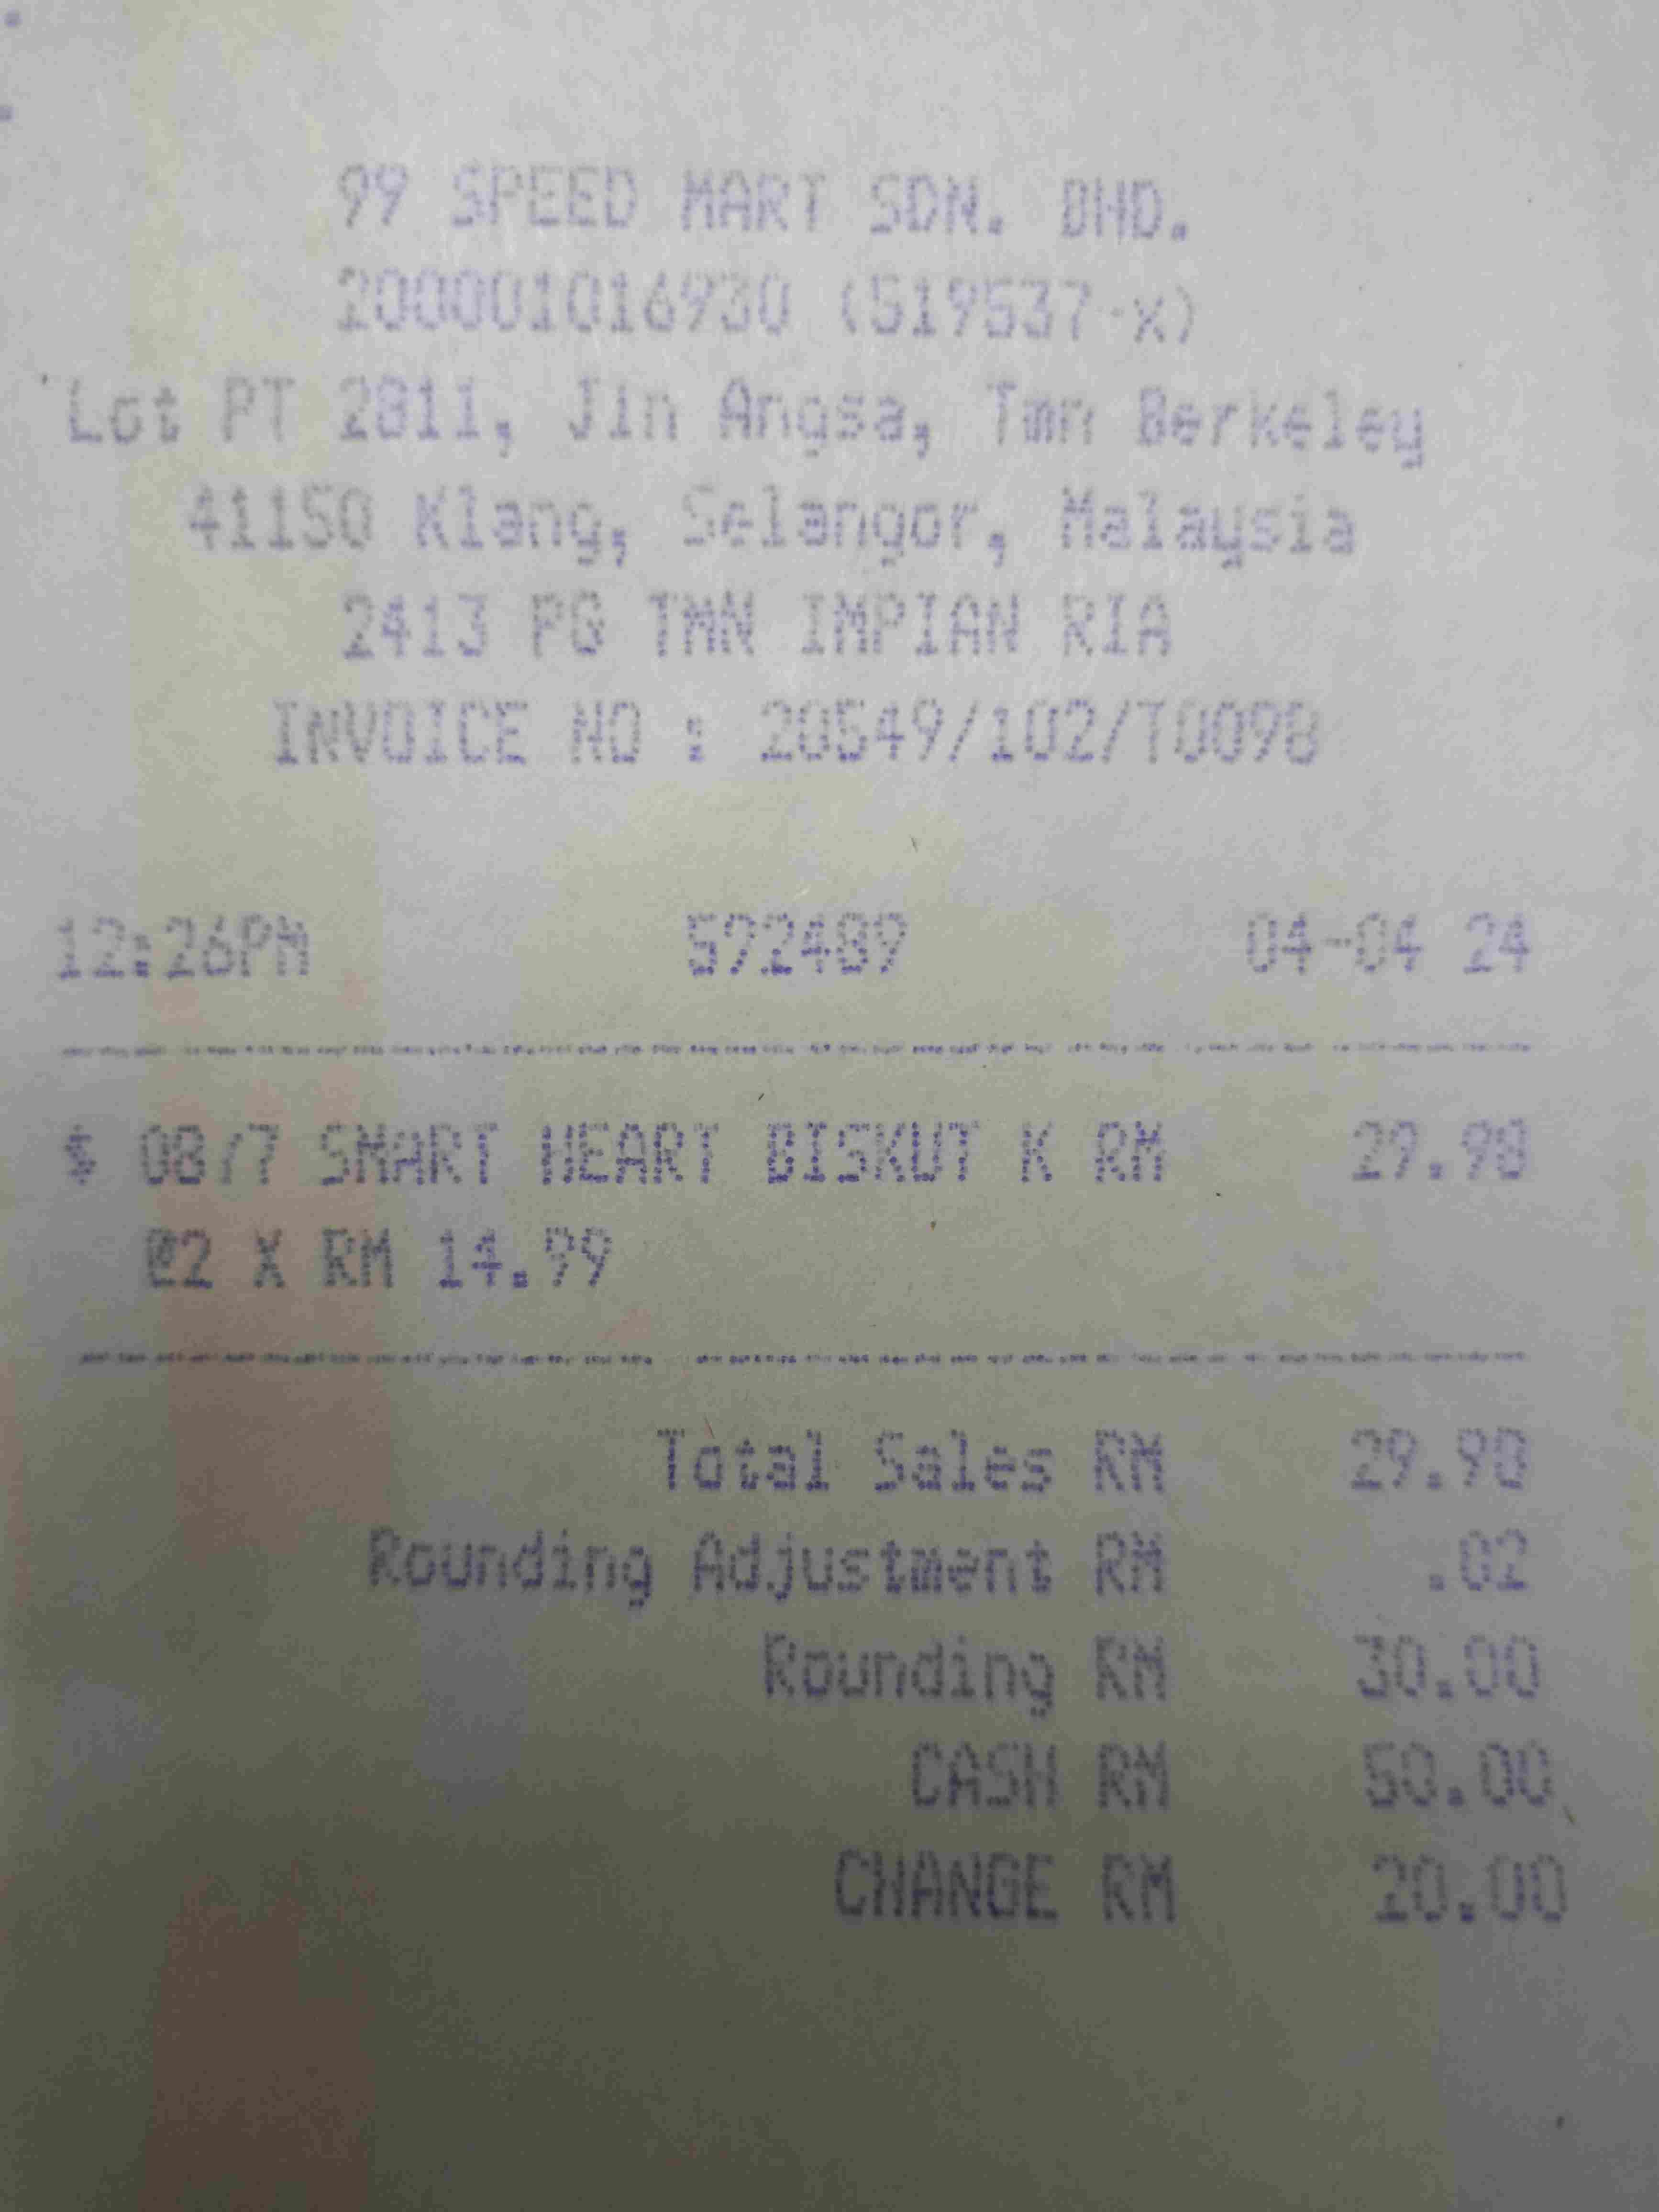 99 SPEED MART SDN. BHD.
200001016930 (519537-X)
Lot PT 2811, Jln Angsa, Tmn Berkeley
41150 Klang, Selangor, Malaysia
2413 PG TMN IMPIAN RIA
INVOICE NO : 20549/102/T0098
12:26PM 572489 04-04 24
0877 SMART HEART BISKUT K RM 29.98
@2 X RM 14.99
Total Sales RM 29.98
Rounding Adjustment RM .02
Rounding RM 30.00
CASH RM 50.00
CHANGE RM 20.00